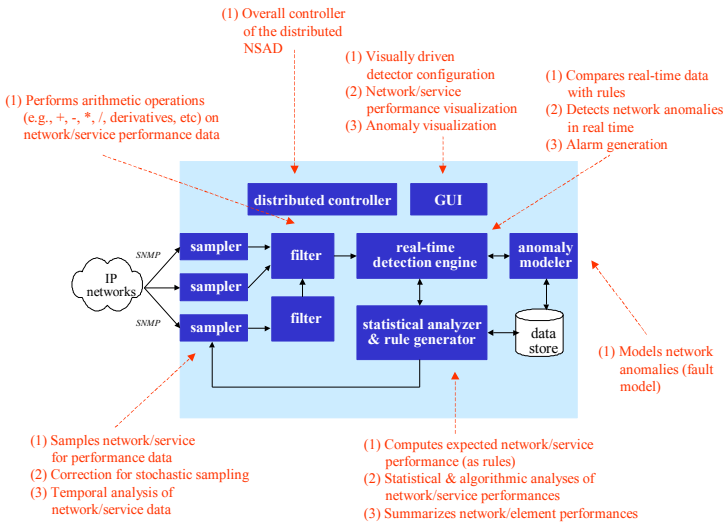 (1) Overall controller
of the distributed
NSAD
(1) Visually driven
detector configuration
(2) Network/service
performance visualization
(3) Anomaly visualization
(1) Compares real-time data
with rules
(2) Detects network anomalies
in real time
(3) Alarm generation
(1) Performs arithmetic operations
(e.g., +, -, *, /, derivatives, etc) on
network/service performance data
distributed controller
GUI
SNMP
sampler
filter
real-time
detection engine
anomaly
modeler
IP
networks
sampler
SNMP
sampler
filter
statistical analyzer
& rule generator
data
store
(1) Models network
anomalies (fault
model)
(1) Samples network/service
for performance data
(2) Correction for stochastic sampling
(3) Temporal analysis of
network/service data
(1) Computes expected network/service
performance (as rules)
(2) Statistical & algorithmic analyses of
network/service performances
(3) Summarizes network/element performances